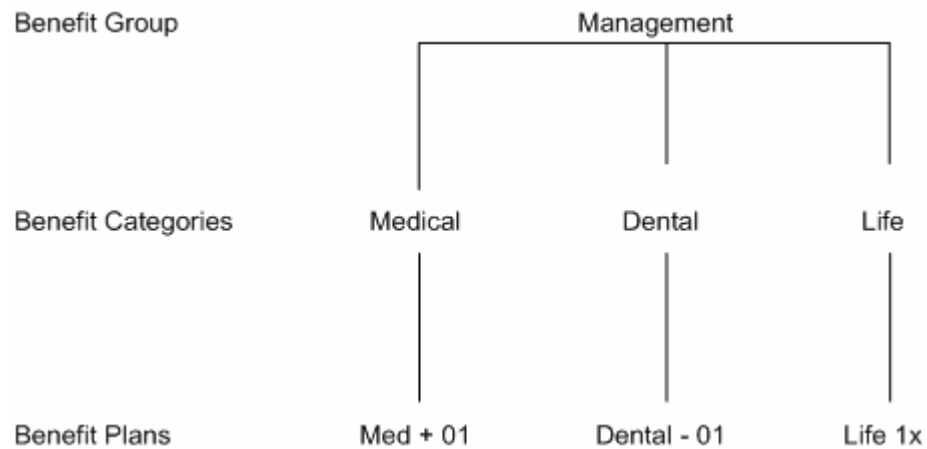 Benefit Group Management
Benefit Categories Medical Dental Life
Benefit Plans Med + 01 Dental - 01 Life 1x